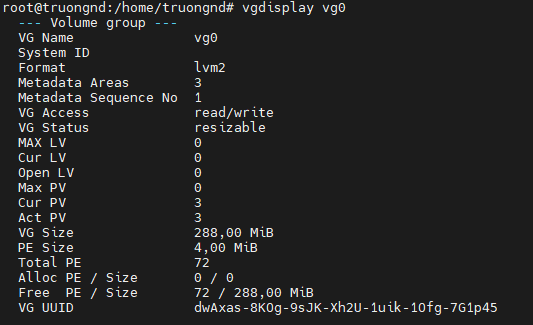 root@truongnd:/home/truongnd# vgdisplay vg0
--- Volume group ---
VG Name vg0
System ID
Format lvm2
Metadata Areas 3
Metadata Sequence No 1
VG Access read/write
VG Status resizable
MAX LV 0
Cur LV 0
Open LV 0
Max PV 0
Cur PV 3
Act PV 3
VG Size 288,00 MiB
PE Size 4,00 MiB
Total PE 72
Alloc PE / Size 0 / 0
Free PE / Size 72 / 288,00 MiB
VG UUID dwAxas-8KOg-9sJK-Xh2U-1uik-1Ofg-7G1p45